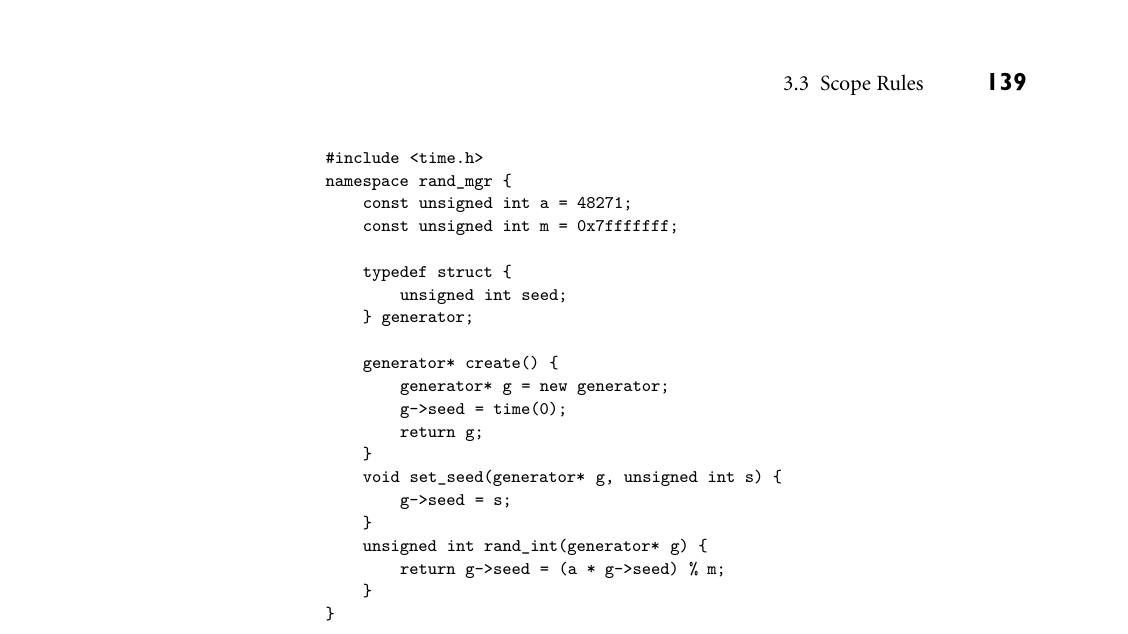 3.3 Scope Rules 139
#include <time.h>
namespace rand_mgr {
    const unsigned int a = 48271;
    const unsigned int m = 0x7fffffff;

    typedef struct {
        unsigned int seed;
    } generator;

    generator* create() {
        generator* g = new generator;
        g->seed = time(0);
        return g;
    }
    void set_seed(generator* g, unsigned int s) {
        g->seed = s;
    }
    unsigned int rand_int(generator* g) {
        return g->seed = (a * g->seed) % m;
    }
}